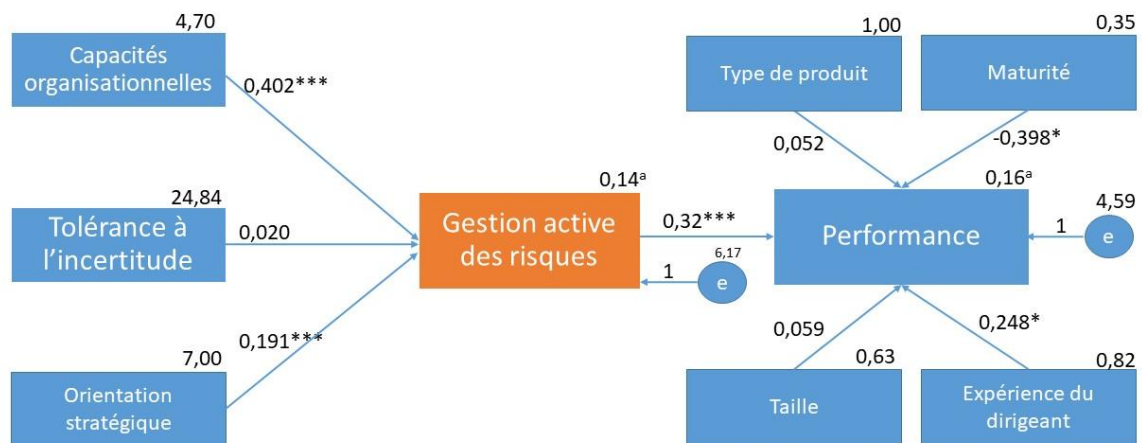 4,70
Capacités
organisationnelles
0,402***
24,84
Tolérance à
l'incertitude
0,020
7,00
0,191***
Orientation
stratégique
0,14ᵃ
Gestion active
des risques
0,32***
6,17
e
1
1,00
Type de produit
0,052
0,35
Maturité
-0,398*
0,16ᵃ
Performance
4,59
e
1
0,059
0,63
Taille
0,248*
0,82
Expérience du
dirigeant